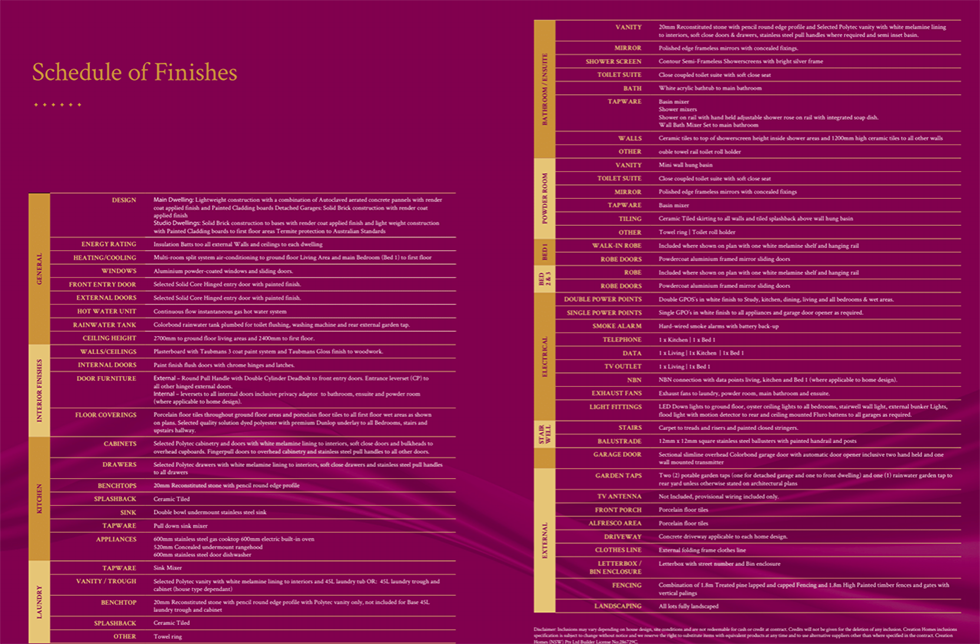 Schedule of Finishes
GENERAL
DESIGN
Main Dwelling: Lightweight construction with a combination of Autoclaved aerated concrete pannels with render
coat applied finish and Painted Cladding boards Detached Garages: Solid Brick construction with render coat
applied finish
Studio Dwellings: Solid Brick construction to bases with render coat applied finish and light weight construction
with Painted Cladding boards to first floor areas Termite protection to Australian Standards
ENERGY RATING
Insulation Batts too all external Walls and ceilings to each dwelling
HEATING/COOLING
Multi-room split system air-conditioning to ground floor Living Area and main Bedroom (Bed 1) to first floor
WINDOWS
Aluminium powder-coated windows and sliding doors.
FRONT ENTRY DOOR
Selected Solid Core Hinged entry door with painted finish.
EXTERNAL DOORS
Selected Solid Core Hinged entry door with painted finish.
HOT WATER UNIT
Continuous flow instantaneous gas hot water system
RAINWATER TANK
Colorbond rainwater tank plumbed for toilet flushing, washing machine and rear external garden tap.
CEILING HEIGHT
2700mm to ground floor living areas and 2400mm to first floor.
INTERIOR FINISHES
WALLS/CEILINGS
Plasterboard with Taubmans 3 coat paint system and Taubmans Gloss finish to woodwork.
INTERNAL DOORS
Paint finish flush doors with chrome hinges and latches.
DOOR FURNITURE
External – Round Pull Handle with Double Cylinder Deadbolt to front entry doors. Entrance leverset (CP) to
all other hinged external doors.
Internal – leversets to all internal doors inclusive privacy adaptor to bathroom, ensuite and powder room
(where applicable to home design).
FLOOR COVERINGS
Porcelain floor tiles throughout ground floor areas and porcelain floor tiles to all first floor wet areas as shown
on plans. Selected quality solution dyed polyester with premium Dunlop underlay to all Bedrooms, stairs and
upstairs hallway.
KITCHEN
CABINETS
Selected Polytec cabinetry and doors with white melamine lining to interiors, soft close doors and bulkheads to
overhead cupboards. Fingerpull doors to overhead cabinetry and stainless steel pull handles to all other doors.
DRAWERS
Selected Polytec drawers with white melamine lining to interiors, soft close drawers and stainless steel pull handles
to all drawers
BENCHTOPS
20mm Reconstituted stone with pencil round edge profile
SPLASHBACK
Ceramic Tiled
SINK
Double bowl undermount stainless steel sink
TAPWARE
Pull down sink mixer
APPLIANCES
600mm stainless steel gas cooktop 600mm electric built-in oven
520mm Concealed undermount rangehood
600mm stainless steel door dishwasher
LAUNDRY
TAPWARE
Sink Mixer
VANITY / TROUGH
Selected Polytec vanity with white melamine lining to interiors and 45L laundry tub OR: 45L laundry trough and
cabinet (house type dependant)
BENCHTOP
20mm Reconstituted stone with pencil round edge profile with Polytec vanity only, not included for Base 45L
laundry trough and cabinet
SPLASHBACK
Ceramic Tiled
OTHER
Towel ring
BATHROOM / ENSUITE
VANITY
20mm Reconstituted stone with pencil round edge profile and Selected Polytec vanity with white melamine lining
to interiors, soft close doors & drawers, stainless steel pull handles where required and semi inset basin.
MIRROR
Polished edge frameless mirrors with concealed fixings.
SHOWER SCREEN
Contour Semi-Frameless Showerscreens with bright silver frame
TOILET SUITE
Close coupled toilet suite with soft close seat
BATH
White acrylic bathtub to main bathroom
TAPWARE
Basin mixer
Shower mixers
Shower on rail with hand held adjustable shower rose on rail with integrated soap dish.
Wall Bath Mixer Set to main bathroom
WALLS
Ceramic tiles to top of showerscreen height inside shower areas and 1200mm high ceramic tiles to all other walls
OTHER
ouble towel rail toilet roll holder
POWDER ROOM
VANITY
Mini wall hung basin
TOILET SUITE
Close coupled toilet suite with soft close seat
MIRROR
Polished edge frameless mirrors with concealed fixings
TAPWARE
Basin mixer
TILING
Ceramic Tiled skirting to all walls and tiled splashback above wall hung basin
OTHER
Towel ring | Toilet roll holder
BED 1
WALK-IN ROBE
Included where shown on plan with one white melamine shelf and hanging rail
ROBE DOORS
Powdercoat aluminium framed mirror sliding doors
BED
2 & 3
ROBE
Included where shown on plan with one white melamine shelf and hanging rail
ROBE DOORS
Powdercoat aluminium framed mirror sliding doors
ELECTRICAL
DOUBLE POWER POINTS
Double GPOS's in white finish to Study, kitchen, dining, living and all bedrooms & wet areas.
SINGLE POWER POINTS
Single GPO's in white finish to all appliances and garage door opener as required.
SMOKE ALARM
Hard-wired smoke alarms with battery back-up
TELEPHONE
1 x Kitchen | 1 x Bed 1
DATA
1 x Living | 1x Kitchen | 1x Bed 1
TV OUTLET
1 x Living | 1x Bed 1
NBN
NBN connection with data points living, kitchen and Bed 1 (where applicable to home design).
EXHAUST FANS
Exhaust fans to laundry, powder room, main bathroom and ensuite.
LIGHT FITTINGS
LED Down lights to ground floor, oyster ceiling lights to all bedrooms, stairwell wall light, external bunker Lights,
flood light with motion detector to rear and ceiling mounted Fluro battens to all garages as required.
STAIR
WELL
STAIRS
Carpet to treads and risers and painted closed stringers.
BALUSTRADE
12mm x 12mm square stainless steel balusters with painted handrail and posts
GARAGE DOOR
Sectional slimline overhead Colorbond garage door with automatic door opener inclusive two hand held and one
wall mounted transmitter
EXTERNAL
GARDEN TAPS
Two (2) potable garden taps (one for detached garage and one to front dwelling) and one (1) rainwater garden tap to
rear yard unless otherwise stated on architectural plans
TV ANTENNA
Not Included, provisional wiring included only.
FRONT PORCH
Porcelain floor tiles
ALFRESCO AREA
Porcelain floor tiles
DRIVEWAY
Concrete driveway applicable to each home design.
CLOTHES LINE
External folding frame clothes line
LETTERBOX /
BIN ENCLOSURE
Letterbox with street number and Bin enclosure
FENCING
Combination of 1.8m Treated pine lapped and capped Fencing and 1.8m High Painted timber fences and gates with
vertical palings
LANDSCAPING
All lots fully landscaped
Disclaimer: Inclusions may vary depending on house design, site conditions and are not redeemable for cash or credit at contract. Credits will not be given for the deletion of any inclusion. Creation Homes inclusions
specification is subject to change without notice and we reserve the right to substitute items with equivalent products at any time and to use alternative suppliers other than where specified in the contract. Creation
Homes (NSW) Pty Ltd Builder License No.